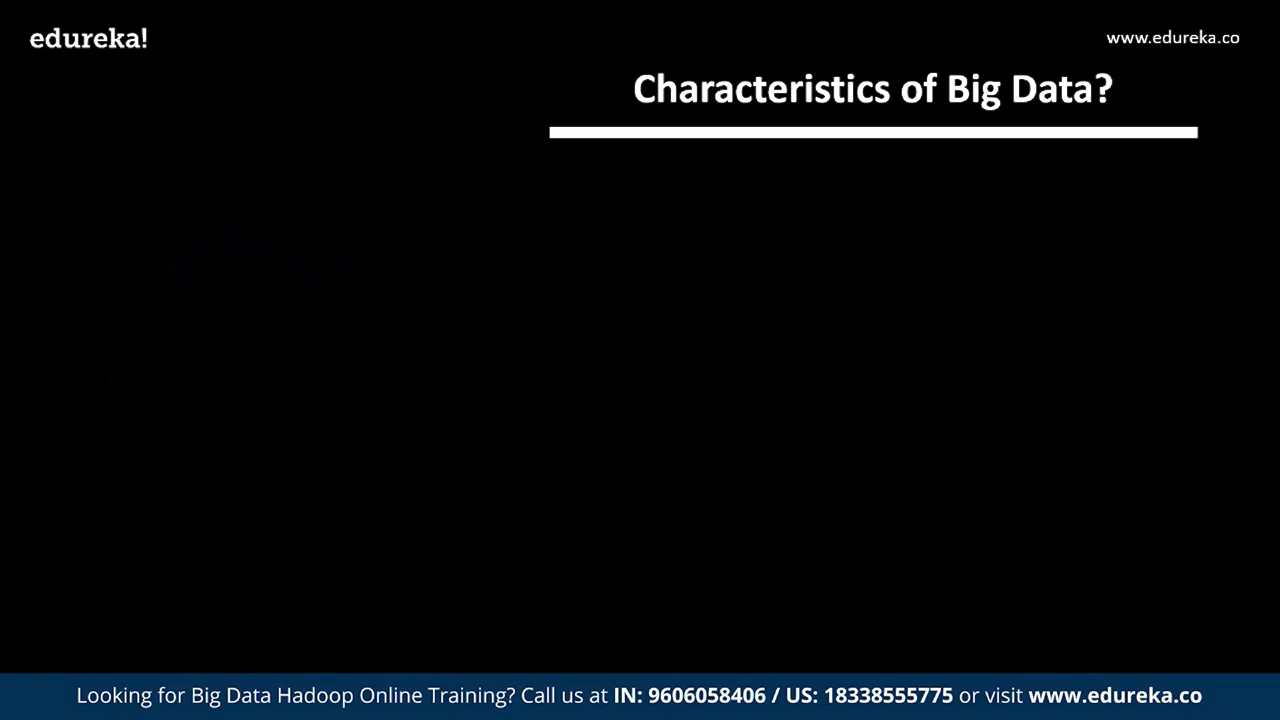 edureka!
www.edureka.co
Characteristics of Big Data?
Looking for Big Data Hadoop Online Training? Call us at IN: 9606058406 / US: 18338555775 or visit www.edureka.co